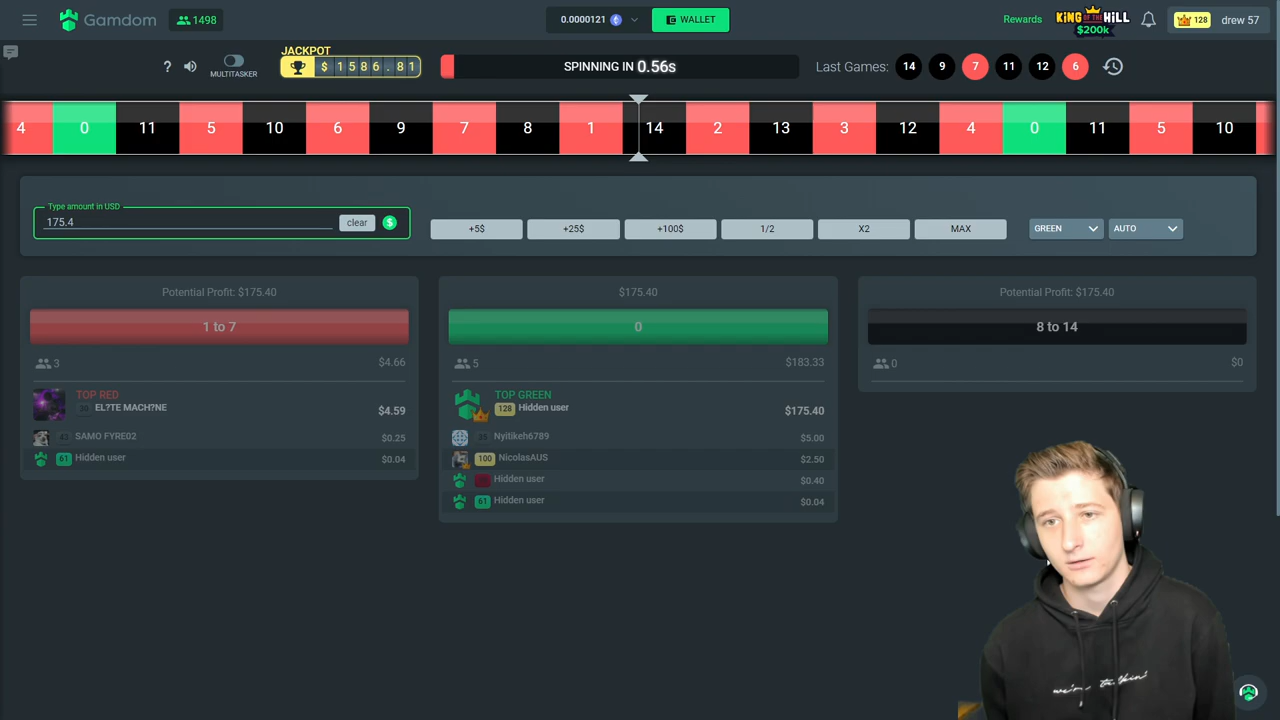 Gamdom
1498
0.0000121
WALLET
Rewards
KING OF THE HILL
$200k
128
drew 57
?
MULTITASKER
JACKPOT
$ 1586.81
SPINNING IN 0.56s
Last Games:
14
9
7
11
12
6
4
0
11
5
10
6
9
7
8
1
14
2
13
3
12
4
0
11
5
10
Type amount in USD
175.4
clear
$
+5$
+25$
+100$
1/2
X2
MAX
GREEN
AUTO
Potential Profit: $175.40
1 to 7
3
$4.66
TOP RED
EL?TE MACH?NE
$4.59
SAMO FYRE02
$0.25
61
Hidden user
$0.04
$175.40
0
5
$183.33
TOP GREEN
128
Hidden user
$175.40
Nyitikeh6789
$5.00
100
NicolasAUS
$2.50
Hidden user
$0.40
61
Hidden user
$0.04
Potential Profit: $175.40
8 to 14
0
$0
we're talkin'